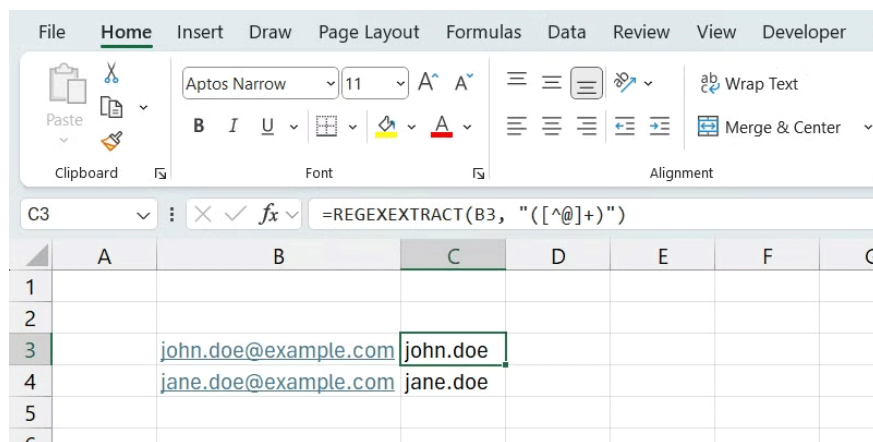 File Home Insert Draw Page Layout Formulas Data Review View Developer
Aptos Narrow 11 A A ab Wrap Text
Paste B I U A Merge & Center
Clipboard Font Alignment
C3 fx =REGEXEXTRACT(B3, "([^@]+)")
A B C D E F
1
2
3 john.doe@example.com john.doe
4 jane.doe@example.com jane.doe
5